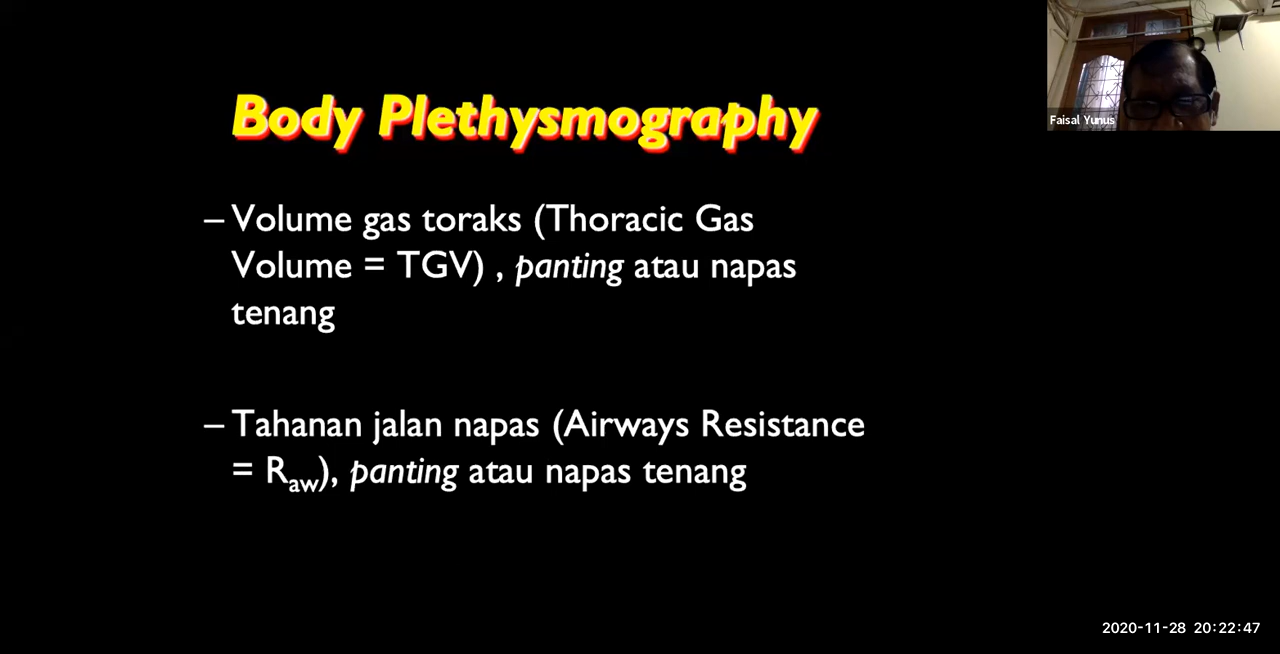 Body Plethysmography
Faisal Yunus
– Volume gas toraks (Thoracic Gas
Volume = TGV) , panting atau napas
tenang
– Tahanan jalan napas (Airways Resistance
= Raw), panting atau napas tenang
2020-11-28 20:22:47